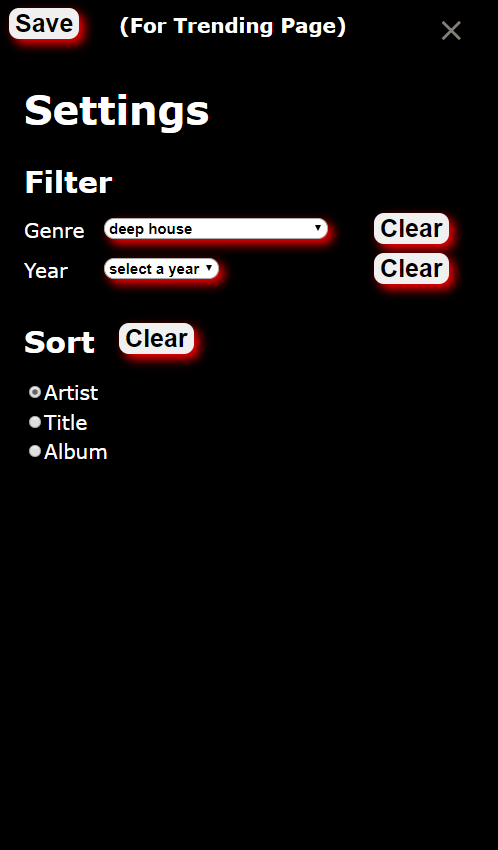 Save (For Trending Page)
Settings
Filter
Genre deep house Clear
Year select a year Clear
Sort Clear
Artist
Title
Album